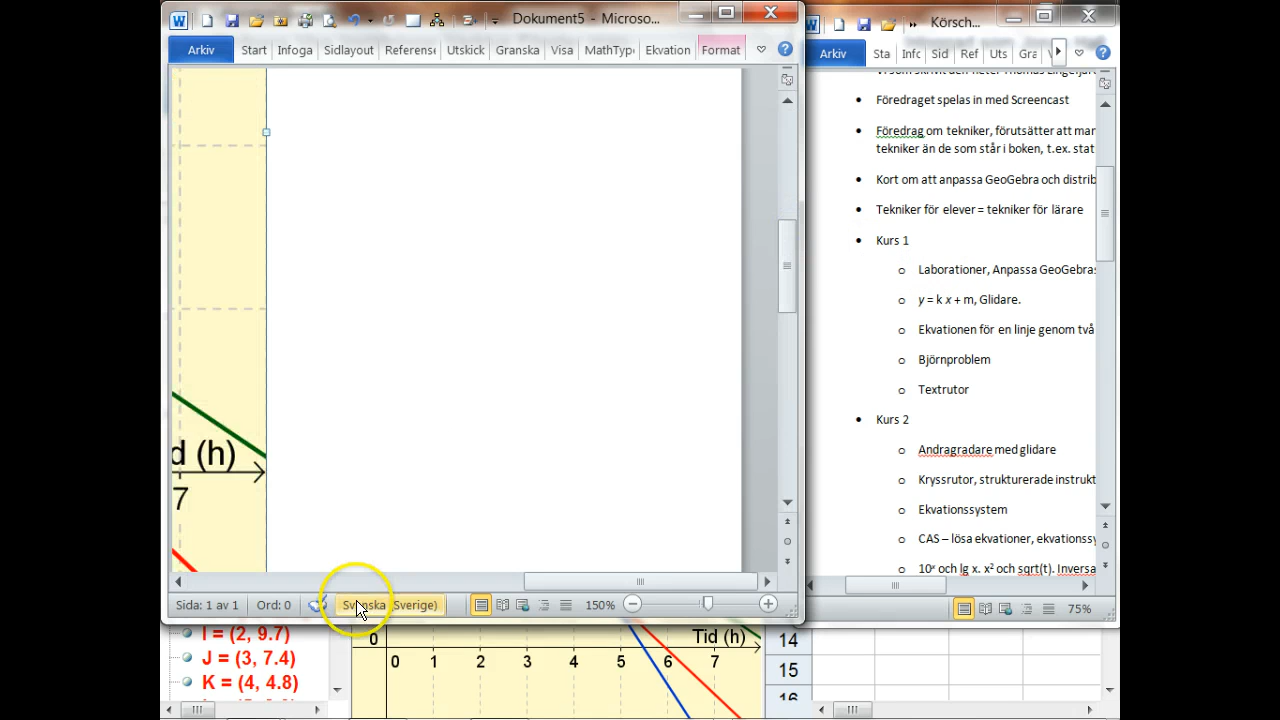 Dokument5 - Microso...
Arkiv Start Infoga Sidlayout Referens Utskick Granska Visa MathTyp Ekvation Format
d (h)
7
Sida: 1 av 1 Ord: 0 Svenska (Sverige) 150%
Körsch...
Arkiv Sta Inf Sid Ref Uts Gra
Föredraget spelas in med Screencast
Föredrag om tekniker, förutsätter att mar
tekniker än de som står i boken, t.ex. stat
Kort om att anpassa GeoGebra och distrib
Tekniker för elever = tekniker för lärare
Kurs 1
Laborationer, Anpassa GeoGebras
y = k x + m, Glidare.
Ekvationen för en linje genom två
Björnproblem
Textrutor
Kurs 2
Andragradare med glidare
Kryssrutor, strukturerade instrukt
Ekvationssystem
CAS – lösa ekvationer, ekvationssy
10ˣ och lg x. x² och sqrt(t). Inversa
75%
I = (2, 9.7)
J = (3, 7.4)
K = (4, 4.8)
0 Tid (h)
0 1 2 3 4 5 6 7
14
15
16